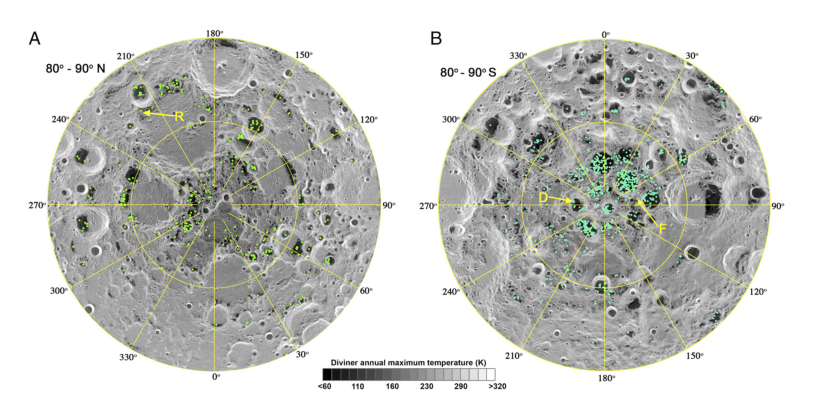 A
180°
210°
150°
80° - 90° N
R
240°
120°
270°
90°
300°
60°
330°
30°
0°
B
0°
330°
30°
80° - 90° S
300°
60°
D
270°
90°
F
240°
120°
210°
150°
180°
Diviner annual maximum temperature (K)
<60 110 160 230 290 >320